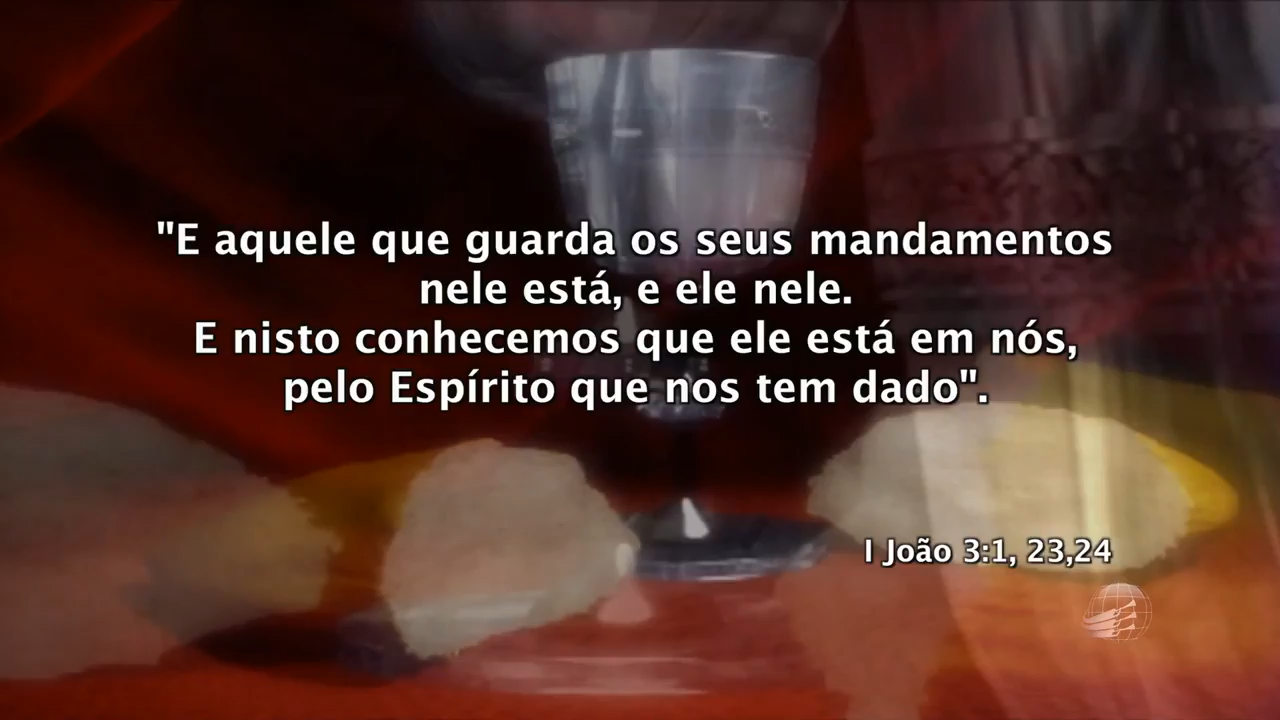 "E aquele que guarda os seus mandamentos
nele está, e ele nele.
E nisto conhecemos que ele está em nós,
pelo Espírito que nos tem dado".
I João 3:1, 23,24